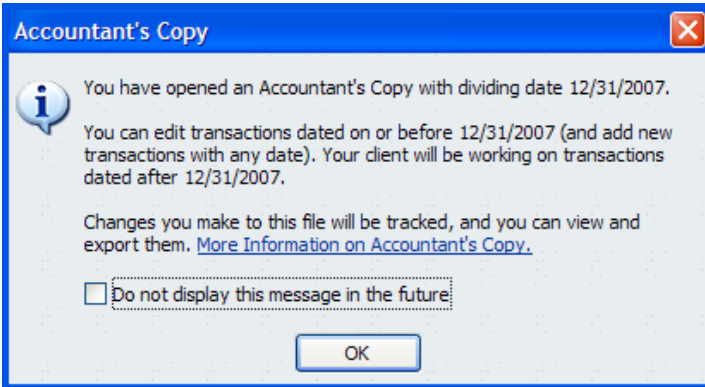 Accountant's Copy
You have opened an Accountant's Copy with dividing date 12/31/2007.
You can edit transactions dated on or before 12/31/2007 (and add new
transactions with any date). Your client will be working on transactions
dated after 12/31/2007.
Changes you make to this file will be tracked, and you can view and
export them. More Information on Accountant's Copy.
Do not display this message in the future
OK